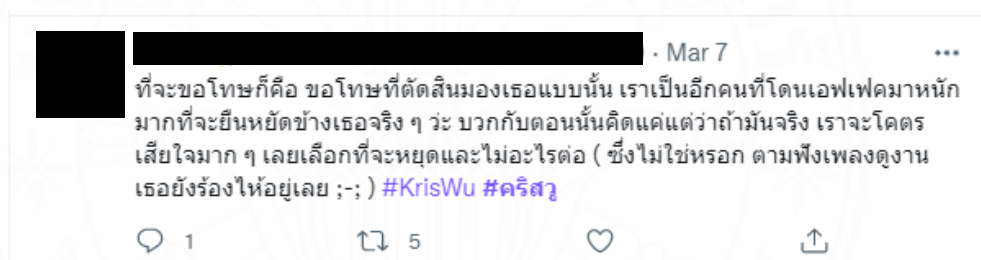 · Mar 7
ที่จะขอโทษก็คือ ขอโทษที่ตัดสินมองเธอแบบนั้น เราเป็นอีกคนที่โดนเอฟเฟคมาหนัก
มากที่จะยืนหยัดข้างเธอจริง ๆ ว่ะ บวกกับตอนนั้นคิดแค่แต่ว่าถ้ามันจริง เราจะโคตร
เสียใจมาก ๆ เลยเลือกที่จะหยุดและไม่อะไรต่อ ( ซึ่งไม่ใช่หรอก ตามฟังเพลงดูงาน
เธอยังร้องไห้อยู่เลย ;-; ) #KrisWu #คริสวู
1 5